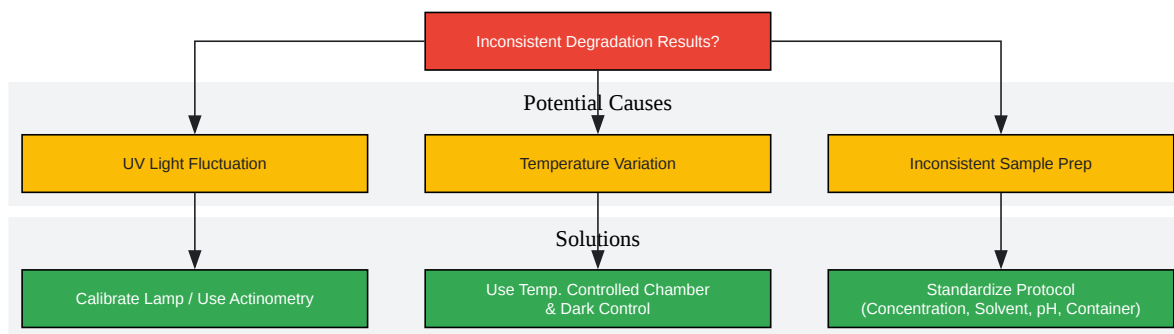 Inconsistent Degradation Results?
Potential Causes
UV Light Fluctuation
Temperature Variation
Inconsistent Sample Prep
Solutions
Calibrate Lamp / Use Actinometry
Use Temp. Controlled Chamber
& Dark Control
Standardize Protocol
(Concentration, Solvent, pH, Container)